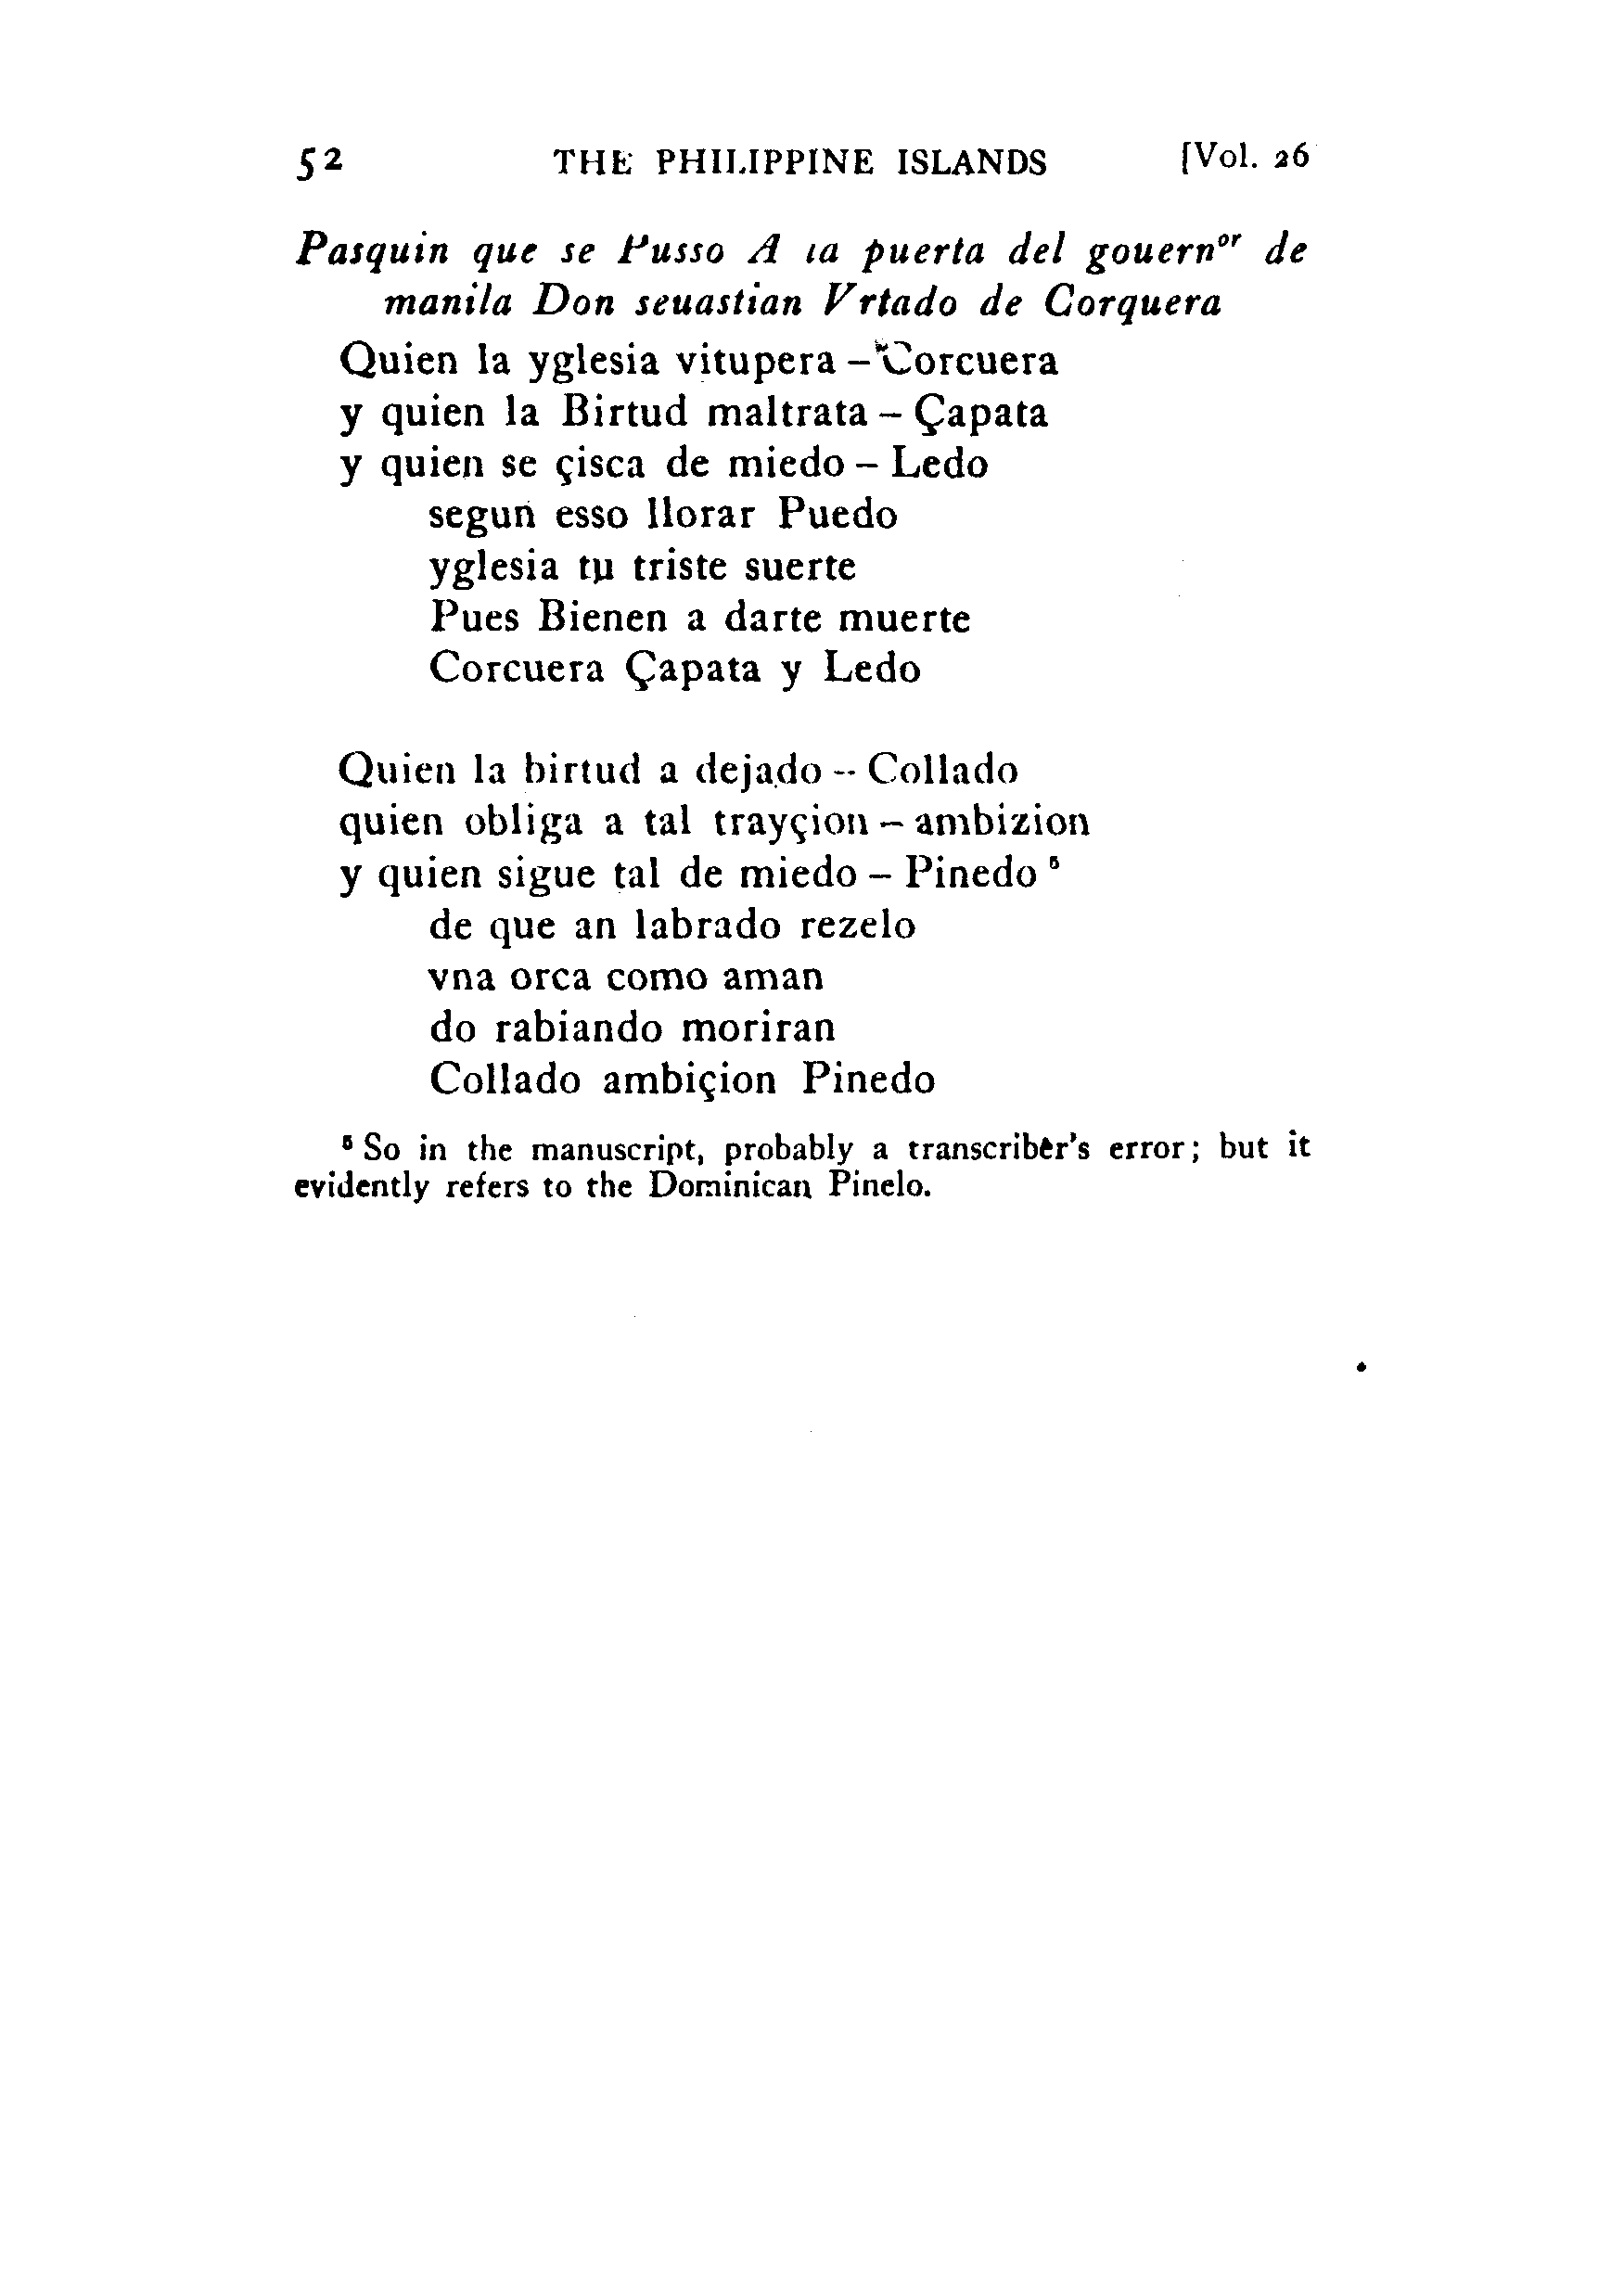 52 THE PHILIPPINE ISLANDS [Vol. 26
Pasquin que se Pusso A la puerta del gouernor de
manila Don seuastian Vrtado de Corquera
Quien la yglesia vitupera – Corcuera
y quien la Birtud maltrata – Çapata
y quien se çisca de miedo – Ledo
segun esso llorar Puedo
yglesia tu triste suerte
Pues Bienen a darte muerte
Corcuera Çapata y Ledo
Quien la birtud a dejado – Collado
quien obliga a tal trayçion – ambizion
y quien sigue tal de miedo – Pinedo ⁵
de que an labrado rezelo
vna orca como aman
do rabiando moriran
Collado ambiçion Pinedo
⁵ So in the manuscript, probably a transcriber's error; but it
evidently refers to the Dominican Pinelo.